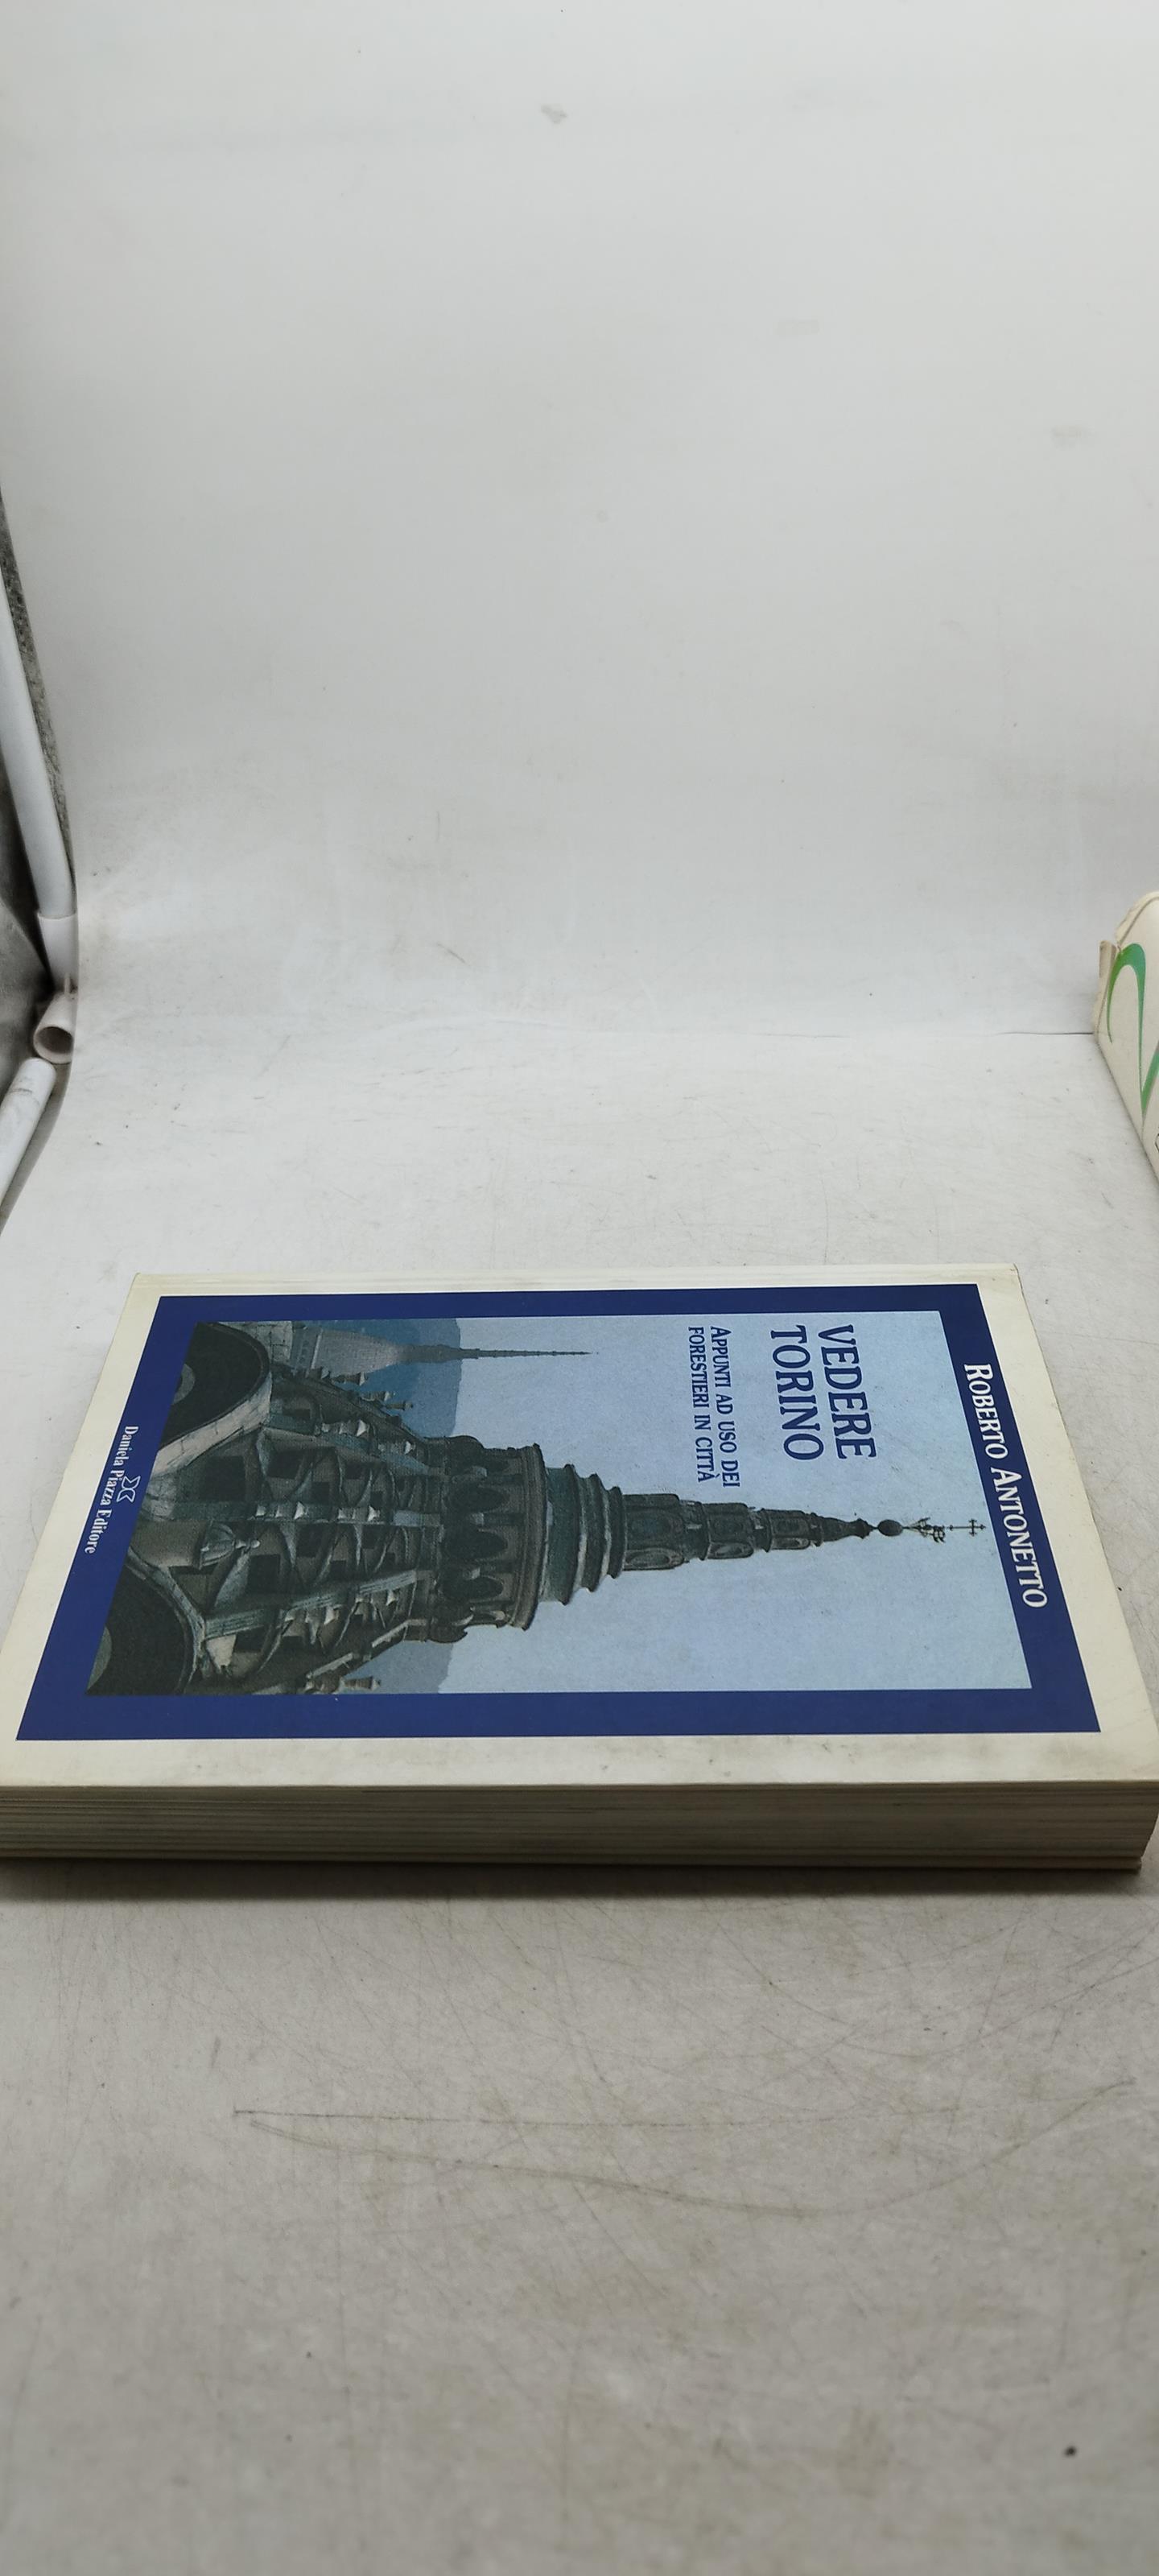 ROBERTO ANTONETTO
VEDERE
TORINO
APPUNTI AD USO DEI
FORESTIERI IN CITTÀ
Daniela Piazza Editore